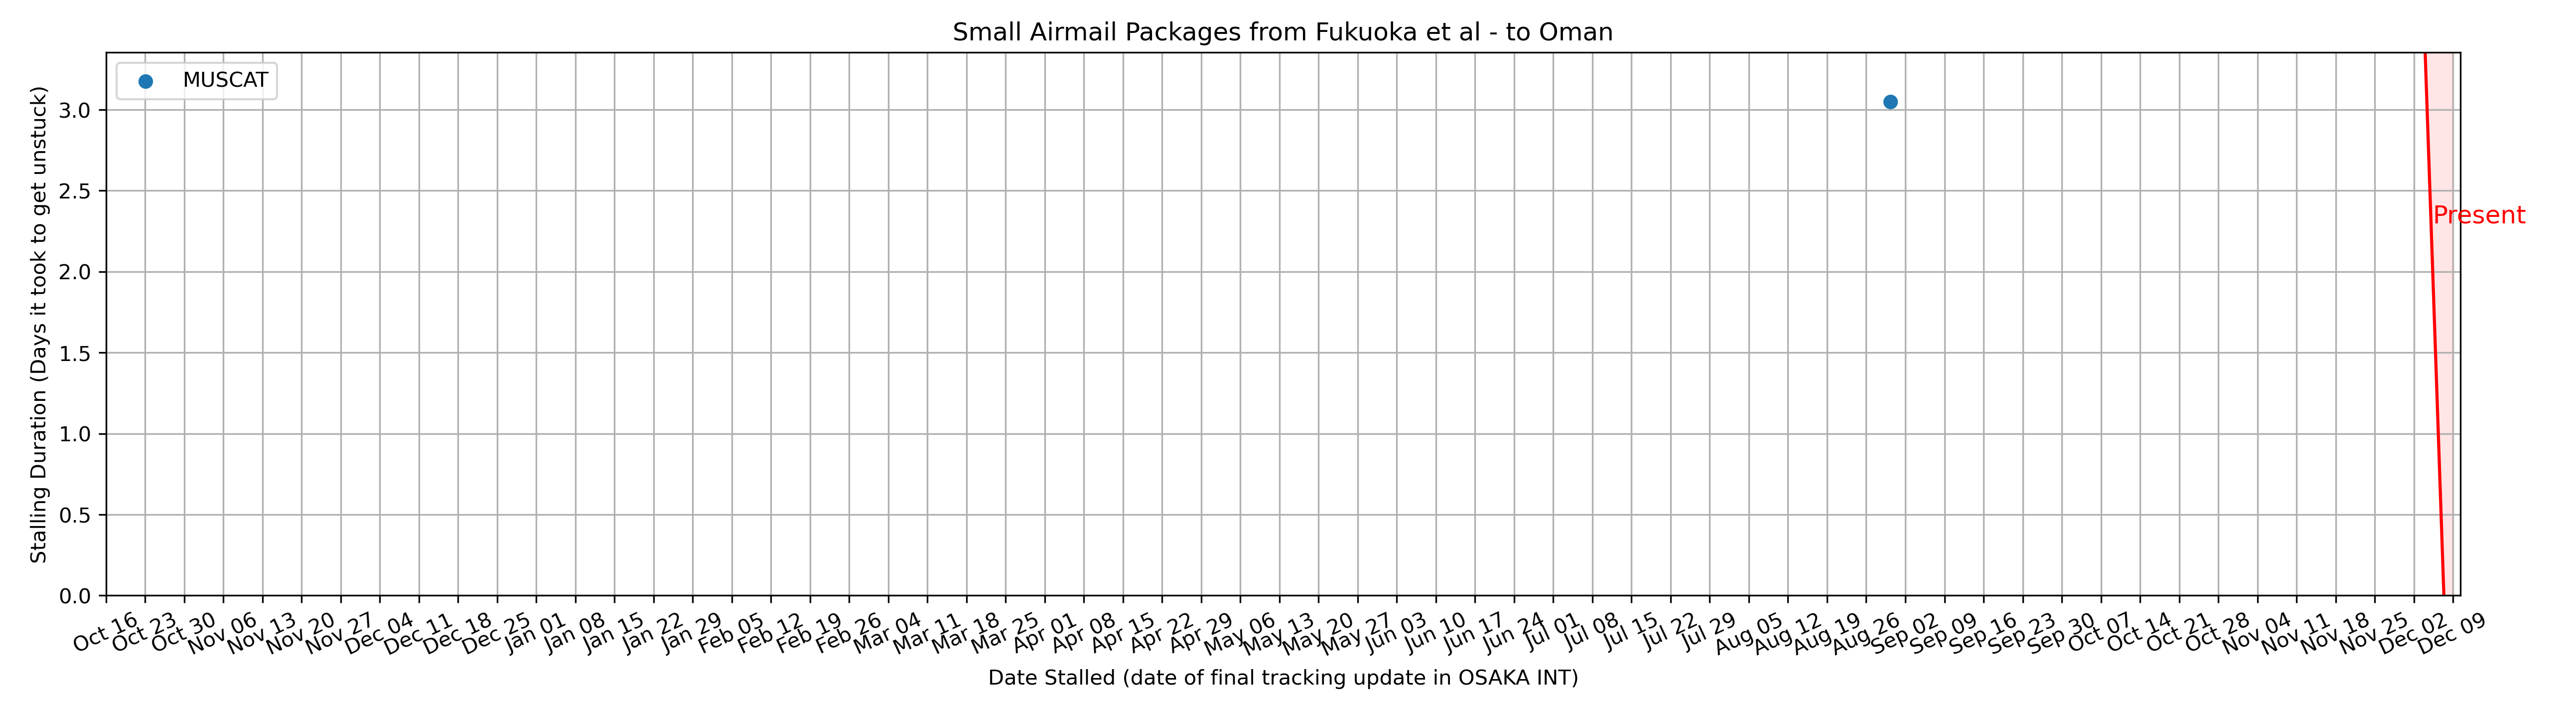 Small Airmail Packages from Fukuoka et al - to Oman
MUSCAT
Present
Stalling Duration (Days it took to get unstuck)
3.0
2.5
2.0
1.5
1.0
0.5
0.0
Oct 16 Oct 23 Oct 30 Nov 06 Nov 13 Nov 20 Nov 27 Dec 04 Dec 11 Dec 18 Dec 25 Jan 01 Jan 08 Jan 15 Jan 22 Jan 29 Feb 05 Feb 12 Feb 19 Feb 26 Mar 04 Mar 11 Mar 18 Mar 25 Apr 01 Apr 08 Apr 15 Apr 22 Apr 29 May 06 May 13 May 20 May 27 Jun 03 Jun 10 Jun 17 Jun 24 Jul 01 Jul 08 Jul 15 Jul 22 Jul 29 Aug 05 Aug 12 Aug 19 Aug 26 Sep 02 Sep 09 Sep 16 Sep 23 Sep 30 Oct 07 Oct 14 Oct 21 Oct 28 Nov 04 Nov 11 Nov 18 Nov 25 Dec 02 Dec 09
Date Stalled (date of final tracking update in OSAKA INT)